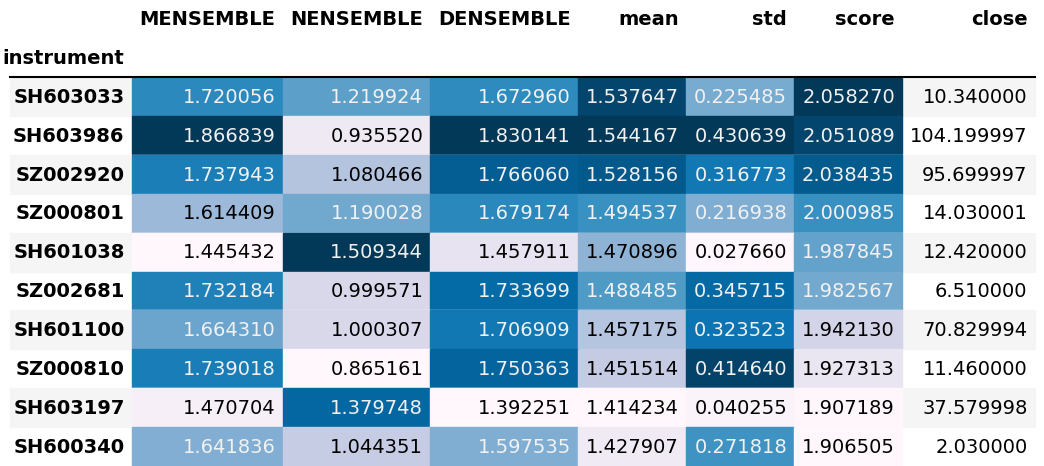 MENSEMBLE NENSEMBLE DENSEMBLE mean std score close
instrument
SH603033 1.720056 1.219924 1.672960 1.537647 0.225485 2.058270 10.340000
SH603986 1.866839 0.935520 1.830141 1.544167 0.430639 2.051089 104.199997
SZ002920 1.737943 1.080466 1.766060 1.528156 0.316773 2.038435 95.699997
SZ000801 1.614409 1.190028 1.679174 1.494537 0.216938 2.000985 14.030001
SH601038 1.445432 1.509344 1.457911 1.470896 0.027660 1.987845 12.420000
SZ002681 1.732184 0.999571 1.733699 1.488485 0.345715 1.982567 6.510000
SH601100 1.664310 1.000307 1.706909 1.457175 0.323523 1.942130 70.829994
SZ000810 1.739018 0.865161 1.750363 1.451514 0.414640 1.927313 11.460000
SH603197 1.470704 1.379748 1.392251 1.414234 0.040255 1.907189 37.579998
SH600340 1.641836 1.044351 1.597535 1.427907 0.271818 1.906505 2.030000